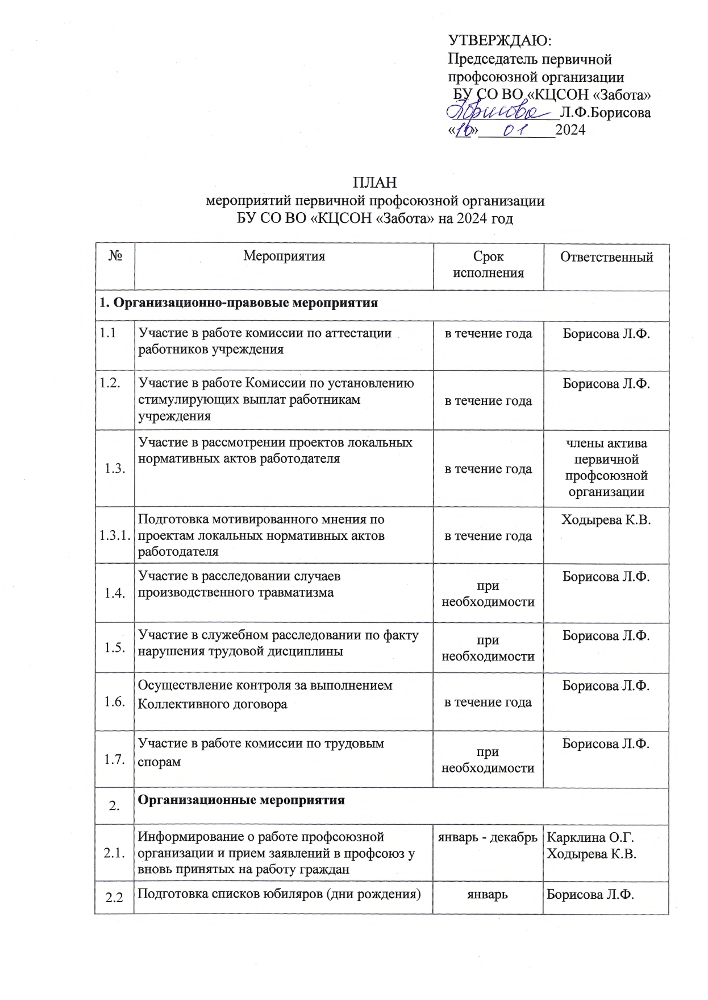 УТВЕРЖДАЮ:
Председатель первичной
профсоюзной организации
БУ СО ВО «КЦСОН «Забота»
Борисова Л.Ф.Борисова
«10» 01 2024
ПЛАН
мероприятий первичной профсоюзной организации
БУ СО ВО «КЦСОН «Забота» на 2024 год
№ Мероприятия Срок Ответственный
исполнения
1. Организационно-правовые мероприятия
1.1 Участие в работе комиссии по аттестации в течение года Борисова Л.Ф.
работников учреждения
1.2. Участие в работе Комиссии по установлению Борисова Л.Ф.
стимулирующих выплат работникам в течение года
учреждения
Участие в рассмотрении проектов локальных члены актива
нормативных актов работодателя первичной
1.3. в течение года профсоюзной
организации
Подготовка мотивированного мнения по Ходырева К.В.
1.3.1. проектам локальных нормативных актов в течение года
работодателя
Участие в расследовании случаев Борисова Л.Ф.
1.4. производственного травматизма при
необходимости
Участие в служебном расследовании по факту Борисова Л.Ф.
1.5. нарушения трудовой дисциплины при
необходимости
Осуществление контроля за выполнением Борисова Л.Ф.
1.6. Коллективного договора в течение года
Участие в работе комиссии по трудовым Борисова Л.Ф.
1.7. спорам при
необходимости
2. Организационные мероприятия
Информирование о работе профсоюзной январь - декабрь Карклина О.Г.
2.1. организации и прием заявлений в профсоюз у Ходырева К.В.
вновь принятых на работу граждан
2.2 Подготовка списков юбиляров (дни рождения) январь Борисова Л.Ф.